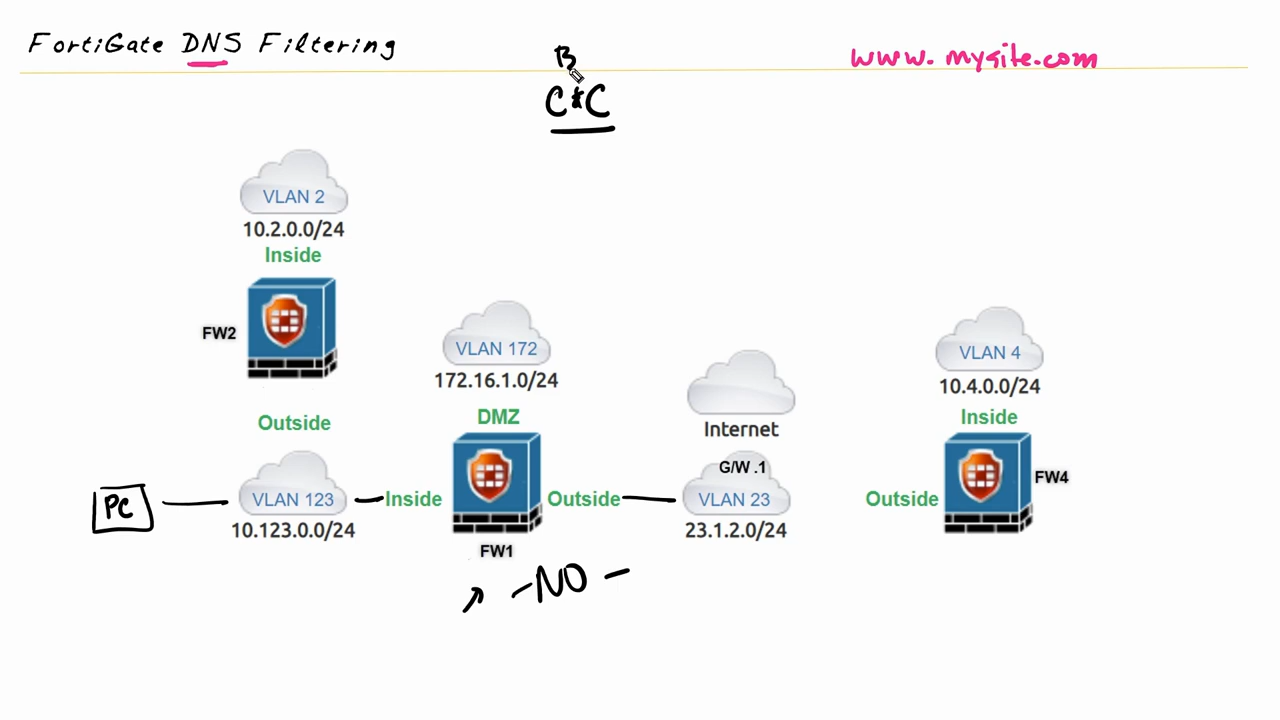 FortiGate DNS Filtering
B
www.mysite.com
C&C
VLAN 2
10.2.0.0/24
Inside
FW2
VLAN 172
172.16.1.0/24
VLAN 4
10.4.0.0/24
Outside
DMZ
Internet
Inside
G/W .1
FW4
PC
VLAN 123
Inside
Outside
VLAN 23
Outside
10.123.0.0/24
23.1.2.0/24
FW1
-NO-